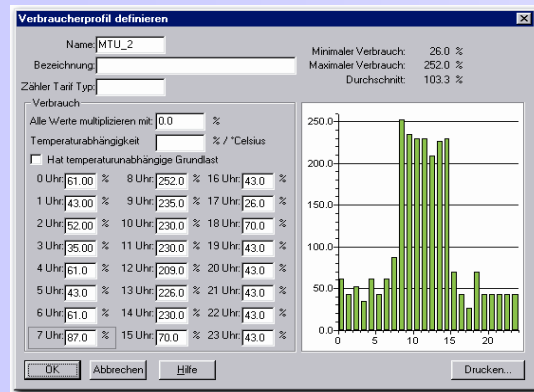 Verbraucherprofil definieren
Name: MTU_2
Bezeichnung:
Zähler Tarif Typ:
Minimaler Verbrauch: 26.0 %
Maximaler Verbrauch: 252.0 %
Durchschnitt: 103.3 %
Verbrauch
Alle Werte multiplizieren mit: 0.0 %
Temperaturabhängigkeit % / °Celsius
Hat temperaturunabhängige Grundlast
0 Uhr: 61.00 % 8 Uhr: 252.0 % 16 Uhr: 43.0 %
1 Uhr: 43.00 % 9 Uhr: 235.0 % 17 Uhr: 26.0 %
2 Uhr: 52.00 % 10 Uhr: 230.0 % 18 Uhr: 70.0 %
3 Uhr: 35.00 % 11 Uhr: 230.0 % 19 Uhr: 43.0 %
4 Uhr: 61.0 % 12 Uhr: 209.0 % 20 Uhr: 43.0 %
5 Uhr: 43.0 % 13 Uhr: 226.0 % 21 Uhr: 43.0 %
6 Uhr: 61.0 % 14 Uhr: 230.0 % 22 Uhr: 43.0 %
7 Uhr: 87.0 % 15 Uhr: 70.0 % 23 Uhr: 43.0 %
250.0
200.0
150.0
100.0
50.0
0.0
0 5 10 15 20
OK Abbrechen Hilfe Drucken...